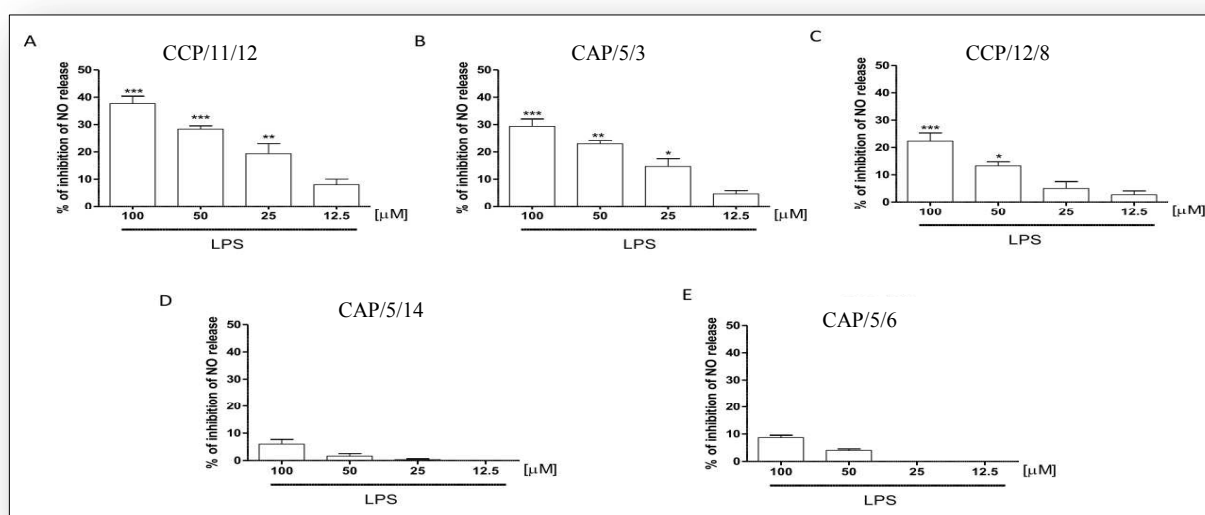 A
CCP/11/12
% of inhibition of NO release
50
40
30
20
10
0
***
***
**
100 50 25 12.5 [μM]
LPS
B
CAP/5/3
% of inhibition of NO release
50
40
30
20
10
0
***
**
*
100 50 25 12.5 [μM]
LPS
C
CCP/12/8
% of inhibition of NO release
50
40
30
20
10
0
***
*
100 50 25 12.5 [μM]
LPS
D
CAP/5/14
% of inhibition of NO release
50
40
30
20
10
0
100 50 25 12.5 [μM]
LPS
E
CAP/5/6
% of inhibition of NO release
50
40
30
20
10
0
100 50 25 12.5 [μM]
LPS